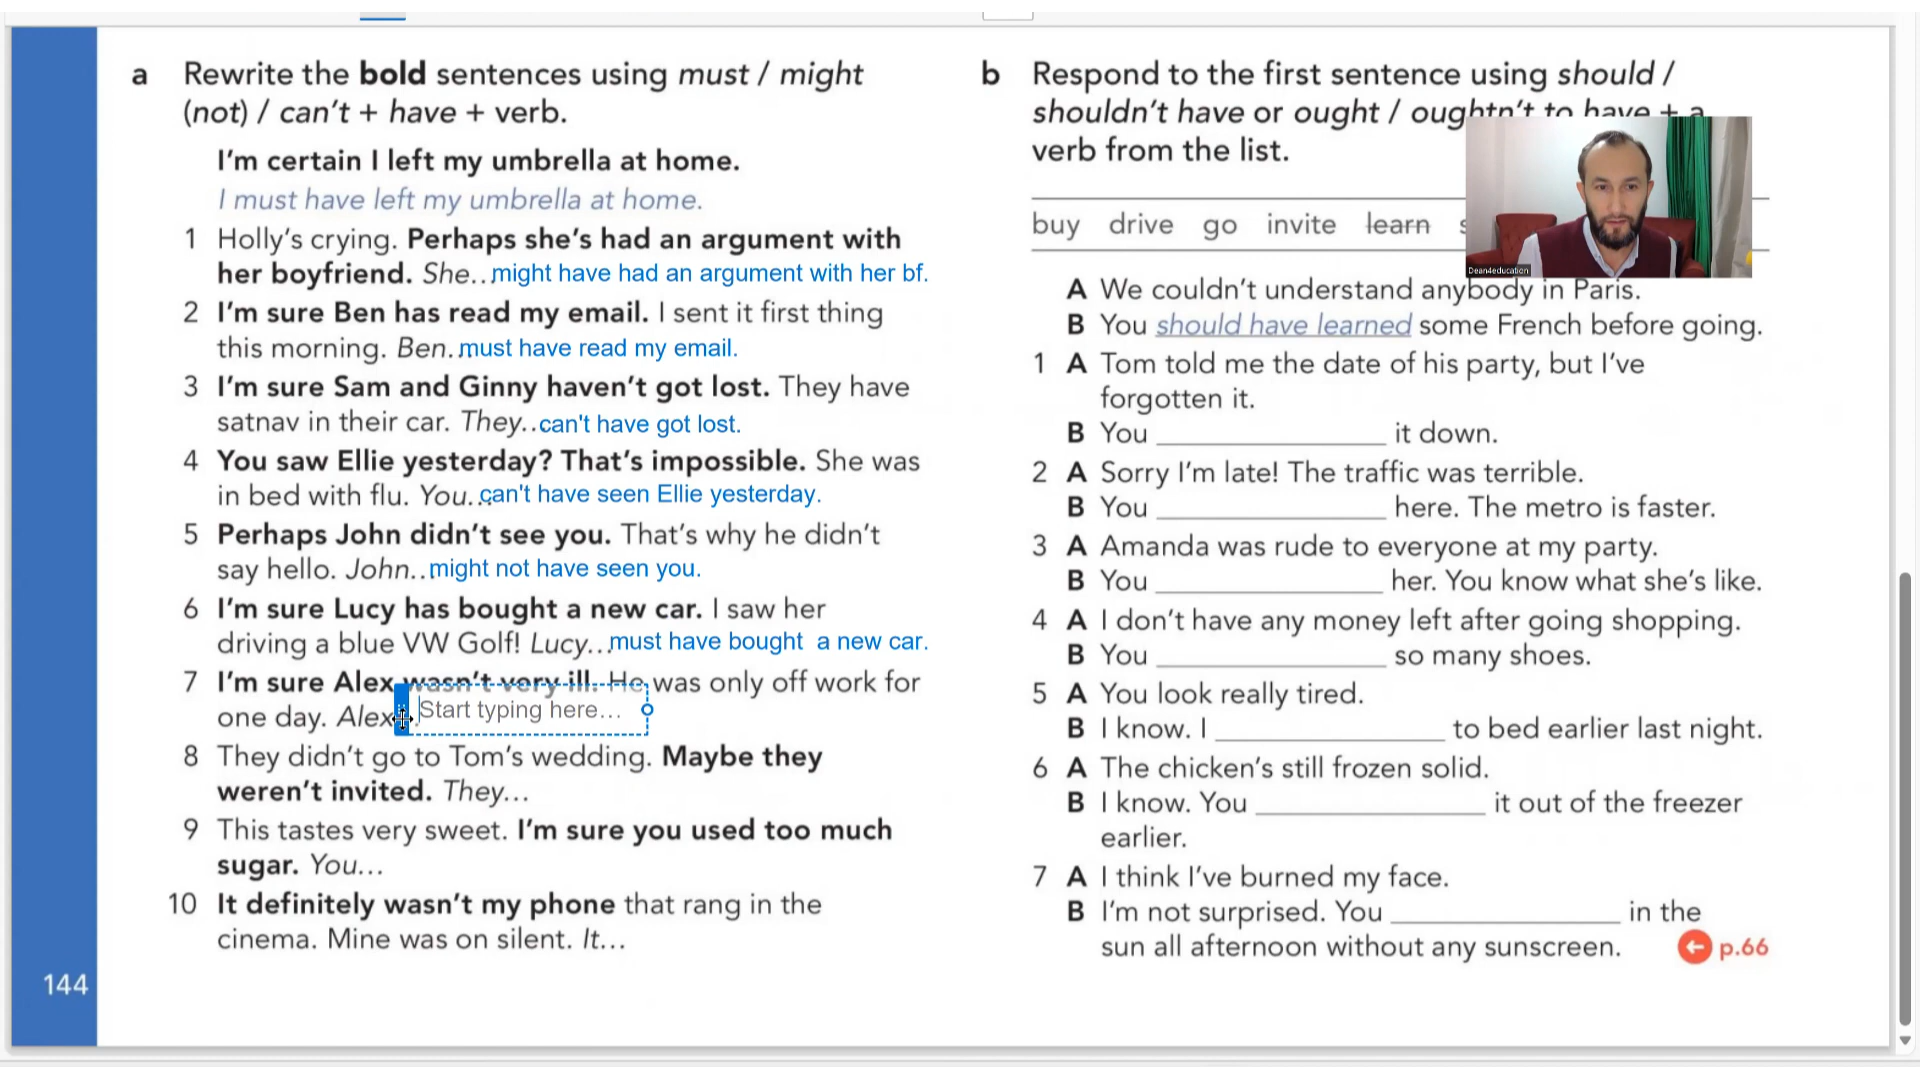 a Rewrite the bold sentences using must / might
(not) / can't + have + verb.
I'm certain I left my umbrella at home.
I must have left my umbrella at home.
1 Holly's crying. Perhaps she's had an argument with
her boyfriend. She.. might have had an argument with her bf.
2 I'm sure Ben has read my email. I sent it first thing
this morning. Ben. must have read my email.
3 I'm sure Sam and Ginny haven't got lost. They have
satnav in their car. They.. can't have got lost.
4 You saw Ellie yesterday? That's impossible. She was
in bed with flu. You.. can't have seen Ellie yesterday.
5 Perhaps John didn't see you. That's why he didn't
say hello. John.. might not have seen you.
6 I'm sure Lucy has bought a new car. I saw her
driving a blue VW Golf! Lucy... must have bought a new car.
7 I'm sure Alex wasn't very ill. He was only off work for
one day. Alex Start typing here...
8 They didn't go to Tom's wedding. Maybe they
weren't invited. They...
9 This tastes very sweet. I'm sure you used too much
sugar. You...
10 It definitely wasn't my phone that rang in the
cinema. Mine was on silent. It...
144
b Respond to the first sentence using should /
shouldn't have or ought / oughtn't to have + a
verb from the list.
buy drive go invite learn
Dean4education
A We couldn't understand anybody in Paris.
B You should have learned some French before going.
1 A Tom told me the date of his party, but I've
forgotten it.
B You ____ it down.
2 A Sorry I'm late! The traffic was terrible.
B You ____ here. The metro is faster.
3 A Amanda was rude to everyone at my party.
B You ____ her. You know what she's like.
4 A I don't have any money left after going shopping.
B You ____ so many shoes.
5 A You look really tired.
B I know. I ____ to bed earlier last night.
6 A The chicken's still frozen solid.
B I know. You ____ it out of the freezer
earlier.
7 A I think I've burned my face.
B I'm not surprised. You ____ in the
sun all afternoon without any sunscreen.
p.66